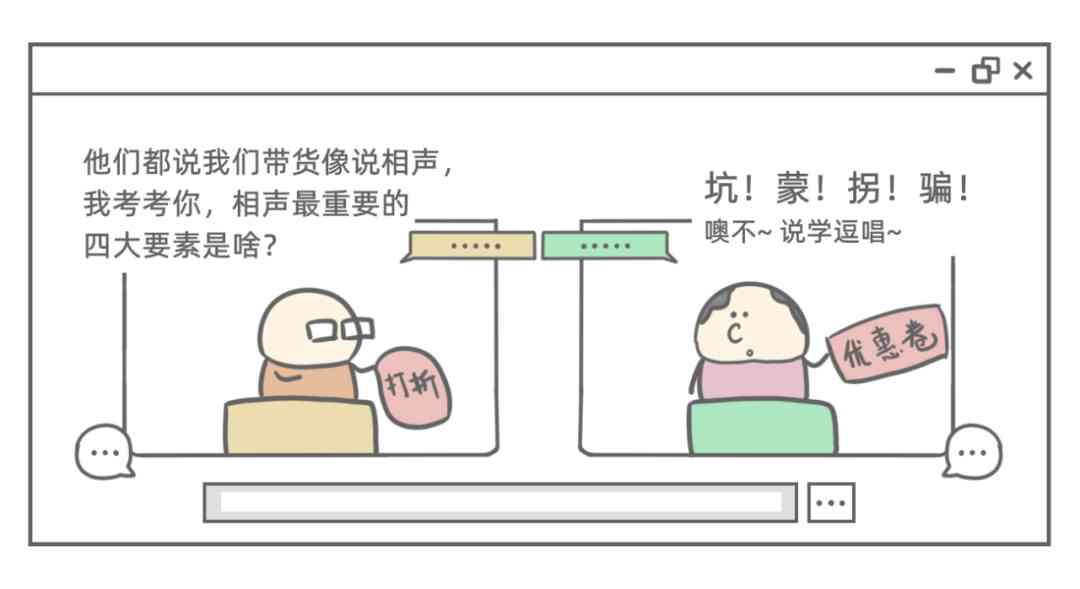 他们都说我们带货像说相声，
我考考你，相声最重要的
四大要素是啥？
坑！蒙！拐！骗！
噢不~ 说学逗唱~
打折
优惠卷